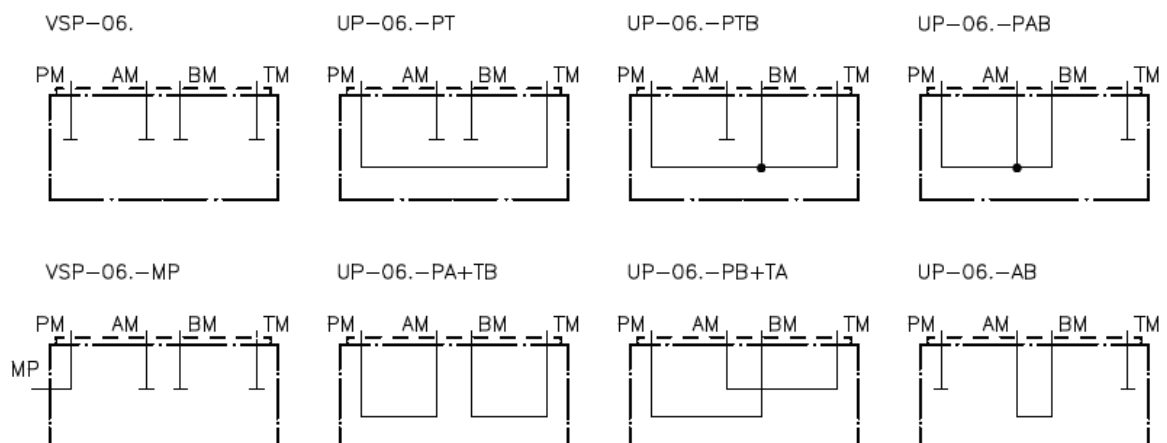 VSP-06. UP-06.-PT UP-06.-PTB UP-06.-PAB
PM AM BM TM PM AM BM TM PM AM BM TM PM AM BM TM
VSP-06.-MP UP-06.-PA+TB UP-06.-PB+TA UP-06.-AB
PM AM BM TM PM AM BM TM PM AM BM TM PM AM BM TM
MP